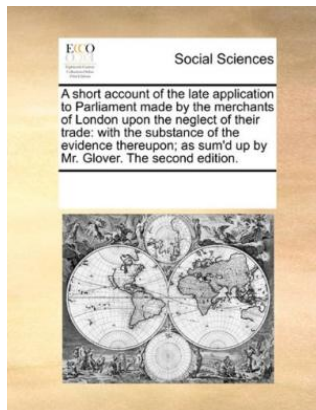 ECCO
Social Sciences
A short account of the late application
to Parliament made by the merchants
of London upon the neglect of their
trade: with the substance of the
evidence thereupon; as sum'd up by
Mr. Glover. The second edition.